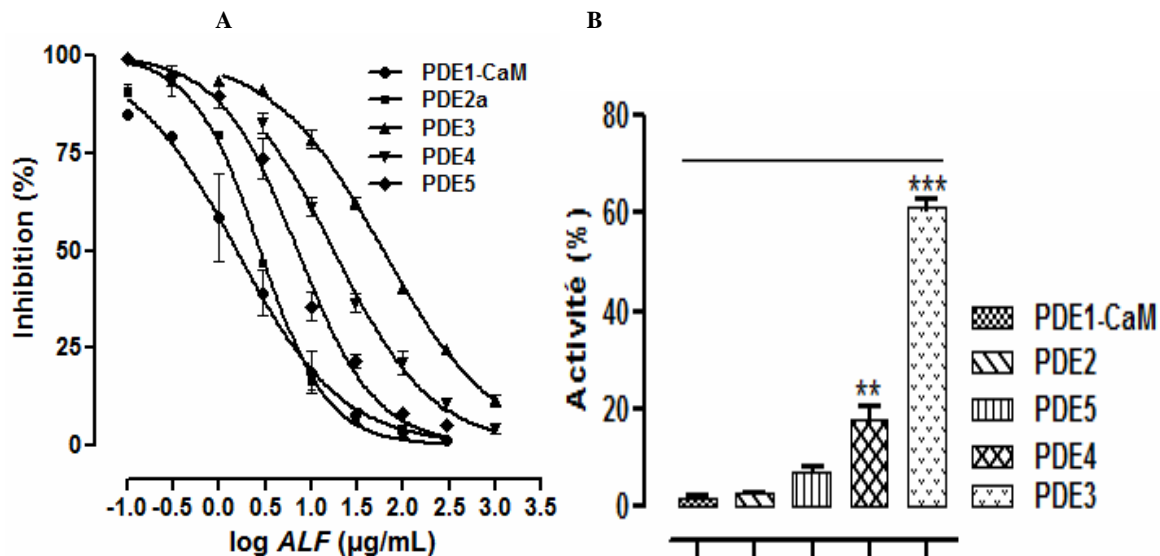 A
B
100
75
50
25
0
Inhibition (%)
PDE1-CaM
PDE2a
PDE3
PDE4
PDE5
-1.0 -0.5 0.0 0.5 1.0 1.5 2.0 2.5 3.0 3.5
log ALF (µg/mL)
80
60
40
20
0
Activité (%)
**
***
PDE1-CaM
PDE2
PDE5
PDE4
PDE3